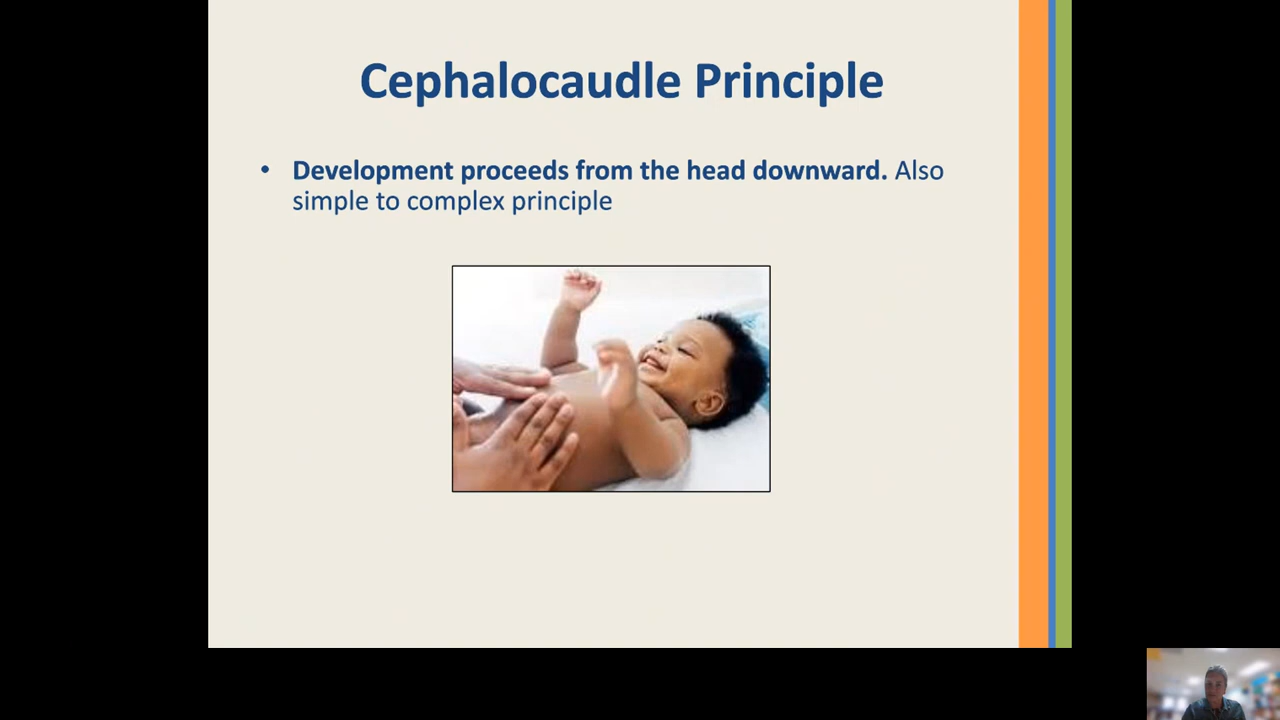 Cephalocaudle Principle
• Development proceeds from the head downward. Also
simple to complex principle